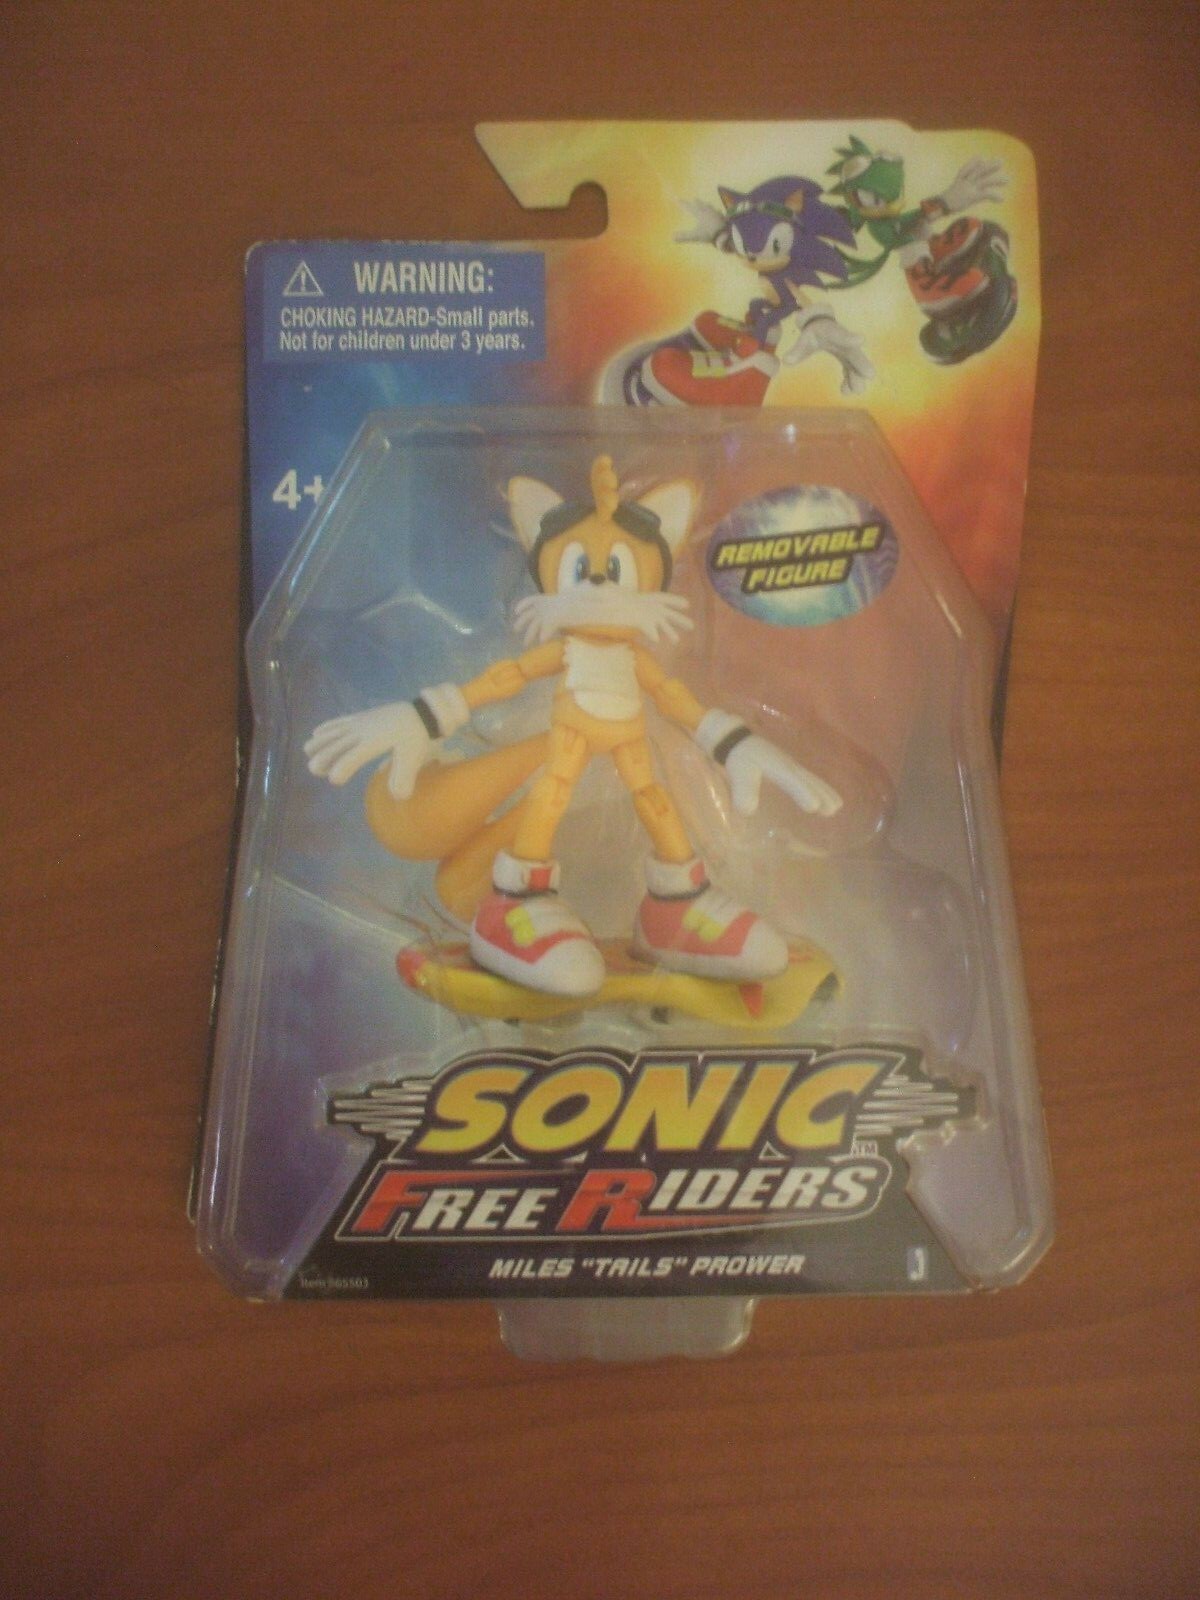 WARNING:
CHOKING HAZARD-Small parts.
Not for children under 3 years.
4+
REMOVABLE
FIGURE
SONIC
FREE RIDERS
TM
MILES "TAILS" PROWER